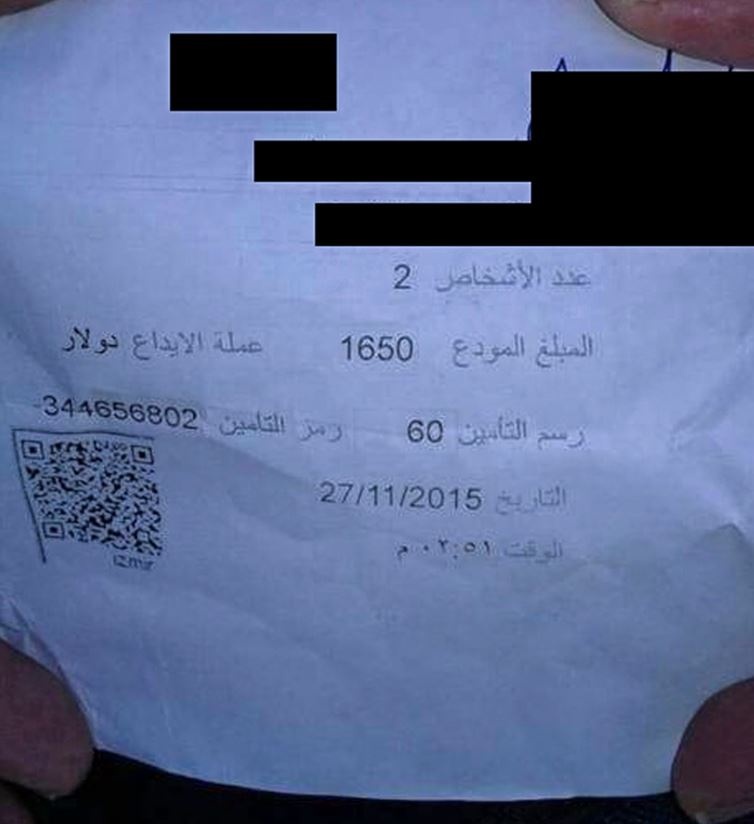 عدد الأشخاص 2
المبلغ المودع 1650 عملة الايداع دولار
رسم التأمين 60 رمز التامين 344656802
التاريخ 27/11/2015
الوقت ٠٢:٥١ م
izmir